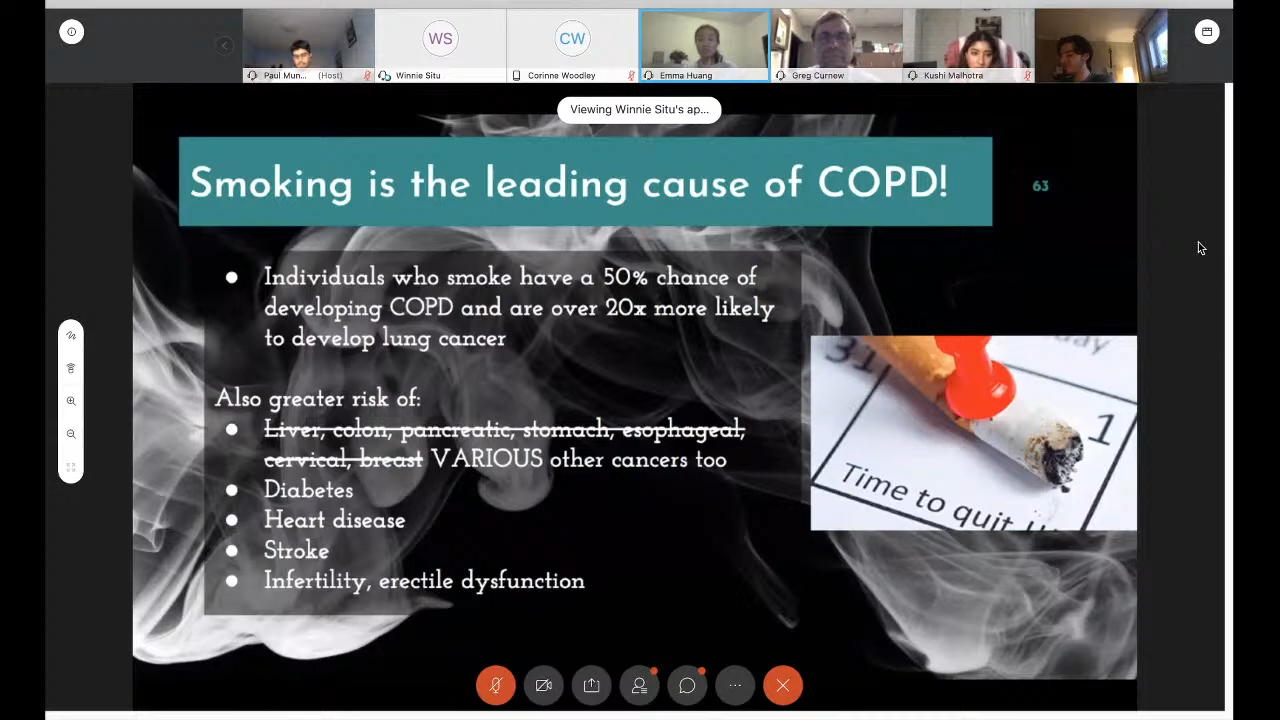 WS
CW
Paul Mun... (Host)
Winnie Situ
Corinne Woodley
Emma Huang
Greg Curnew
Kushi Malhotra
Viewing Winnie Situ's ap...
Smoking is the leading cause of COPD!
63
Individuals who smoke have a 50% chance of
developing COPD and are over 20x more likely
to develop lung cancer
Also greater risk of:
Liver, colon, pancreatic, stomach, esophageal,
cervical, breast VARIOUS other cancers too
Diabetes
Heart disease
Stroke
Infertility, erectile dysfunction
31
1
Time to quit